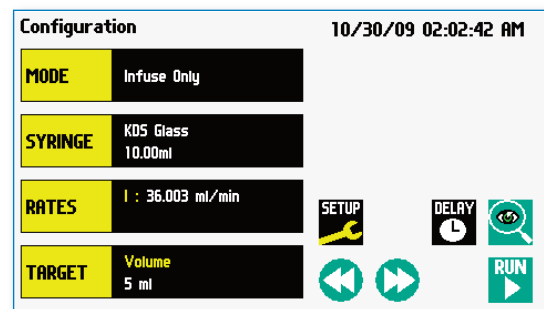 Configuration 10/30/09 02:02:42 AM
MODE Infuse Only
SYRINGE KDS Glass
10.00ml
RATES I : 36.003 ml/min
SETUP DELAY
TARGET Volume
5 ml
RUN